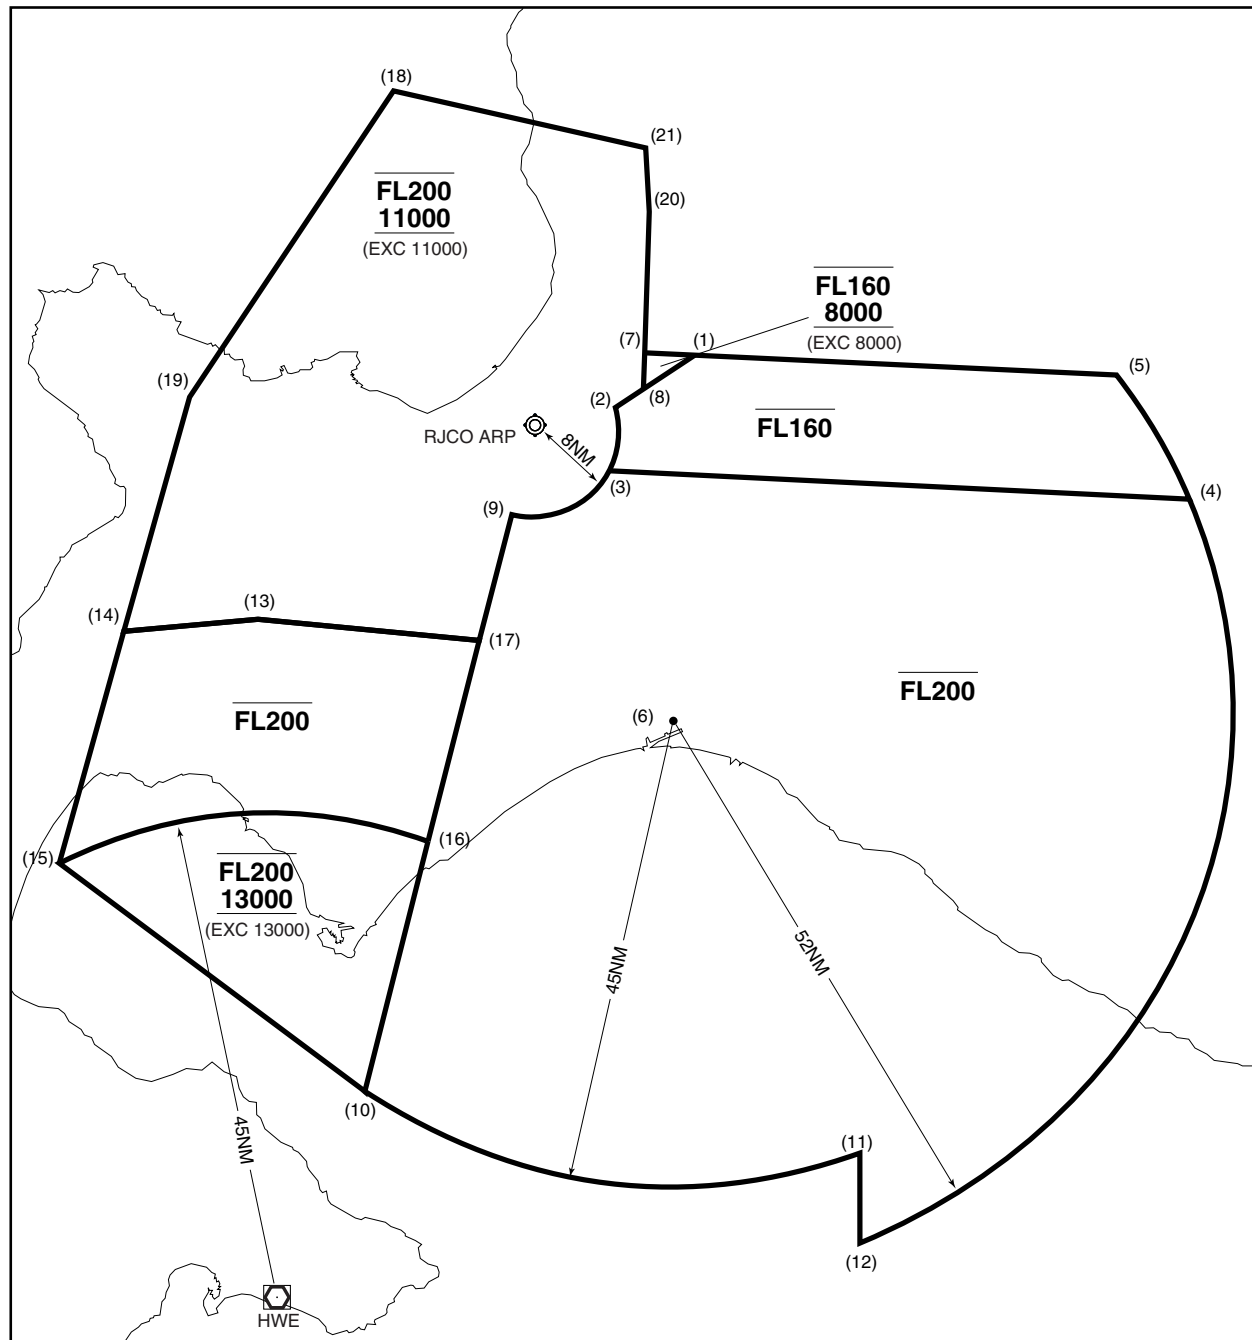 (18)
(21)
FL200
11000
(EXC 11000)
(20)
FL160
8000
(EXC 8000)
(7)
(1)
(5)
(19)
(8)
(2)
FL160
RJCO ARP
8NM
(3)
(4)
(9)
(13)
(14)
(17)
FL200
FL200
(6)
(16)
(15)
FL200
13000
(EXC 13000)
45NM
52NM
(10)
45NM
(11)
(12)
HWE